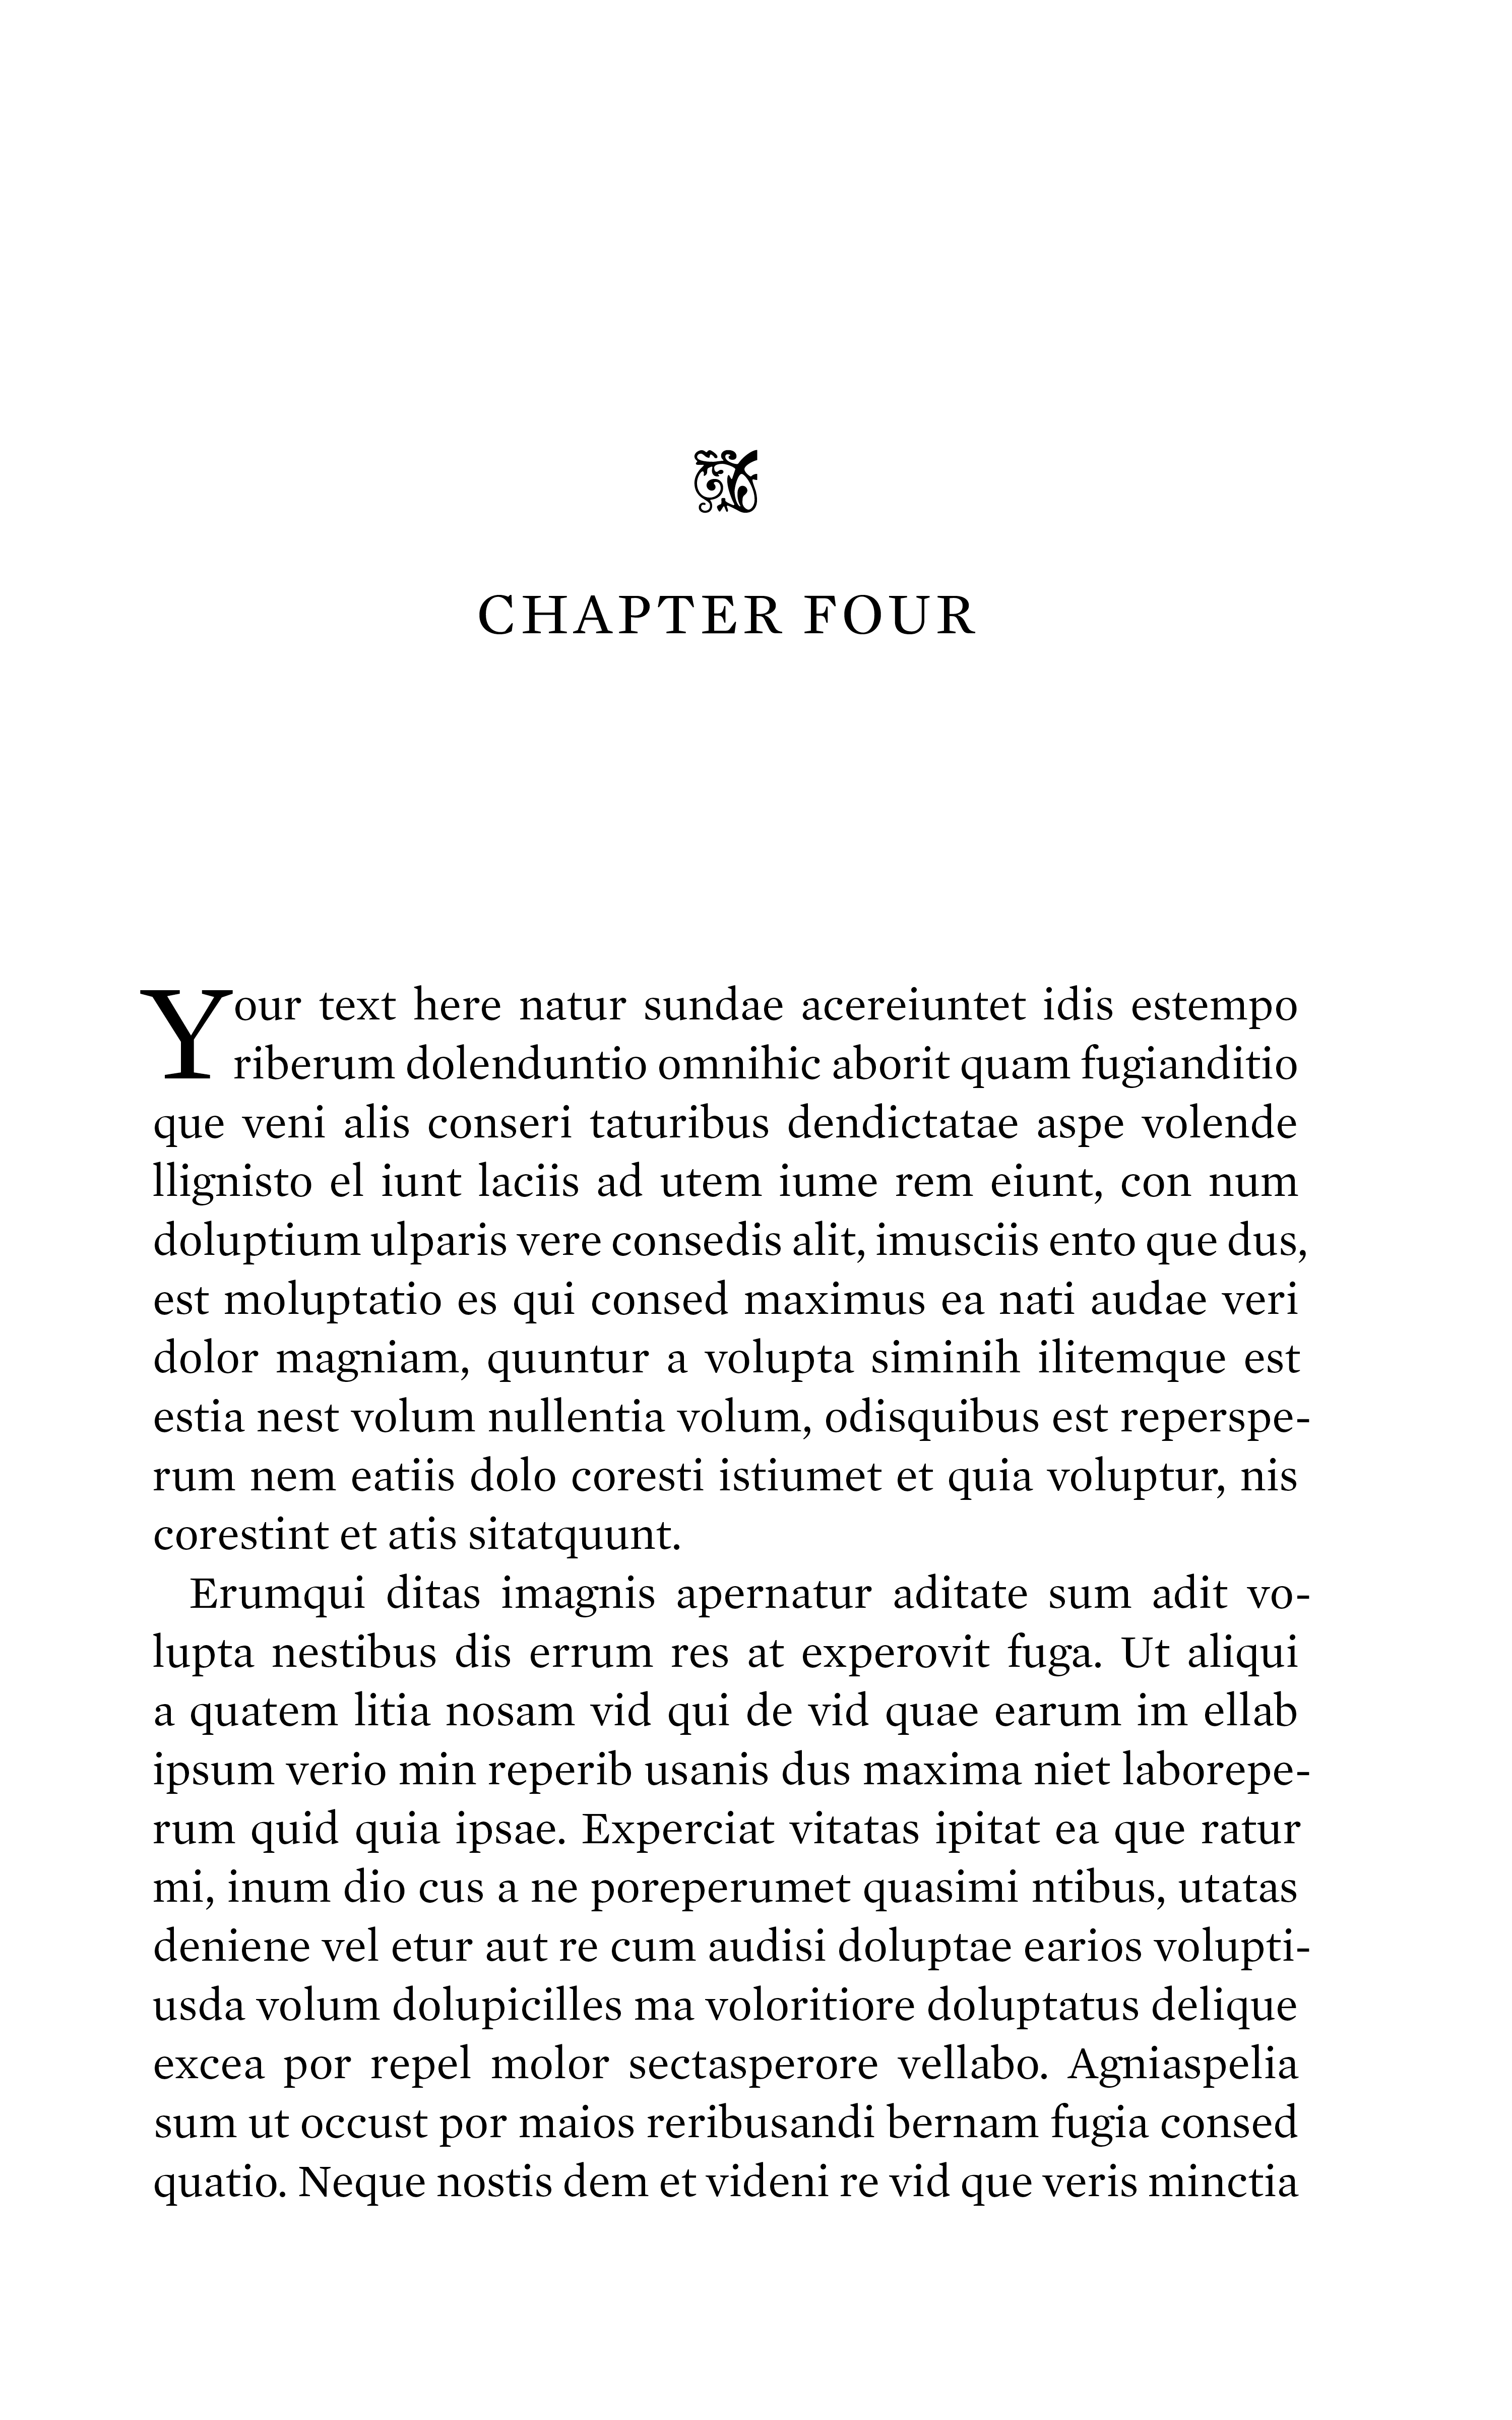 CHAPTER FOUR
Your text here natur sundae acereiuntet idis estempo
riberum dolenduntio omnihic aborit quam fugianditio
que veni alis conseri taturibus dendictatae aspe volende
llignisto el iunt laciis ad utem iume rem eiunt, con num
doluptium ulparis vere consedis alit, imusciis ento que dus,
est moluptatio es qui consed maximus ea nati audae veri
dolor magniam, quuntur a volupta siminih ilitemque est
estia nest volum nullentia volum, odisquibus est reperspe-
rum nem eatiis dolo coresti istiumet et quia voluptur, nis
corestint et atis sitatquunt.
Erumqui ditas imagnis apernatur aditate sum adit vo-
lupta nestibus dis errum res at experovit fuga. Ut aliqui
a quatem litia nosam vid qui de vid quae earum im ellab
ipsum verio min reperib usanis dus maxima niet laborepe-
rum quid quia ipsae. Experciat vitatas ipitat ea que ratur
mi, inum dio cus a ne poreperumet quasimi ntibus, utatas
deniene vel etur aut re cum audisi doluptae earios volupti-
usda volum dolupicilles ma voloritiore doluptatus delique
excea por repel molor sectasperore vellabo. Agniaspelia
sum ut occust por maios reribusandi bernam fugia consed
quatio. Neque nostis dem et videni re vid que veris minctia